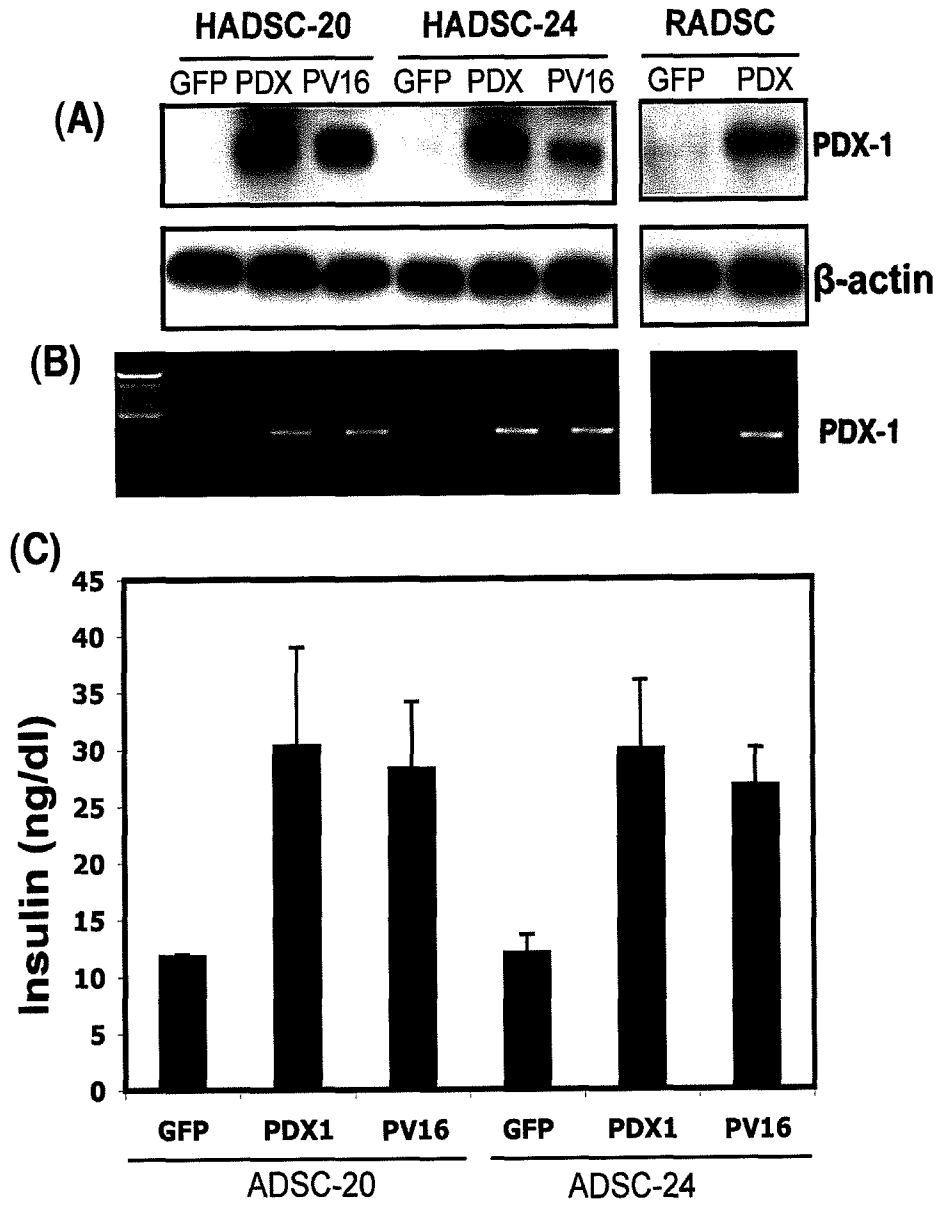 HADSC-20 HADSC-24 RADSC
GFP PDX PV16 GFP PDX PV16 GFP PDX
(A)
PDX-1
β-actin
(B)
PDX-1
(C)
45
40
35
30
25
20
15
10
5
0
Insulin (ng/dl)
GFP PDX1 PV16 GFP PDX1 PV16
ADSC-20 ADSC-24